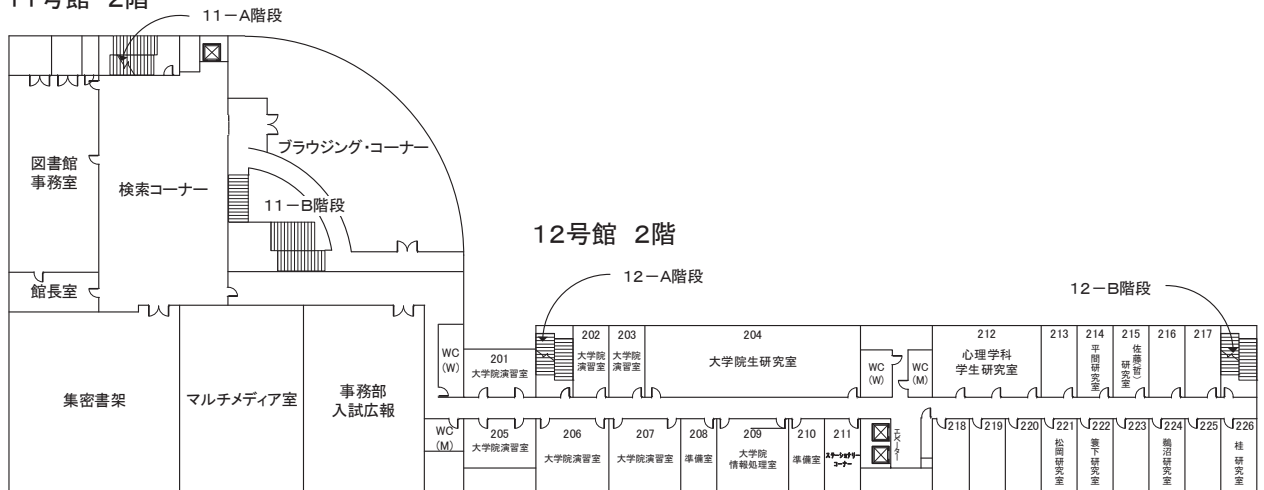 11号館 2階
11-A階段
図書館
事務室
検索コーナー
ブラウジング・コーナー
11-B階段
館長室
集密書架
マルチメディア室
事務部
入試広報
12号館 2階
12-A階段
12-B階段
WC
(W)
WC
(M)
201
大学院演習室
202
大学院
演習室
203
大学院
演習室
204
大学院生研究室
WC
(W)
WC
(M)
212
心理学科
学生研究室
213
214
平間研究室
215
佐藤(哲)
研究室
216
217
205
大学院演習室
206
大学院演習室
207
大学院演習室
208
準備室
209
大学院
情報処理室
210
準備室
211
ステーショナリー
コーナー
エレベーター
218
219
220
221
松岡研究室
222
簑下研究室
223
224
鵜沼研究室
225
226
桂 研究室